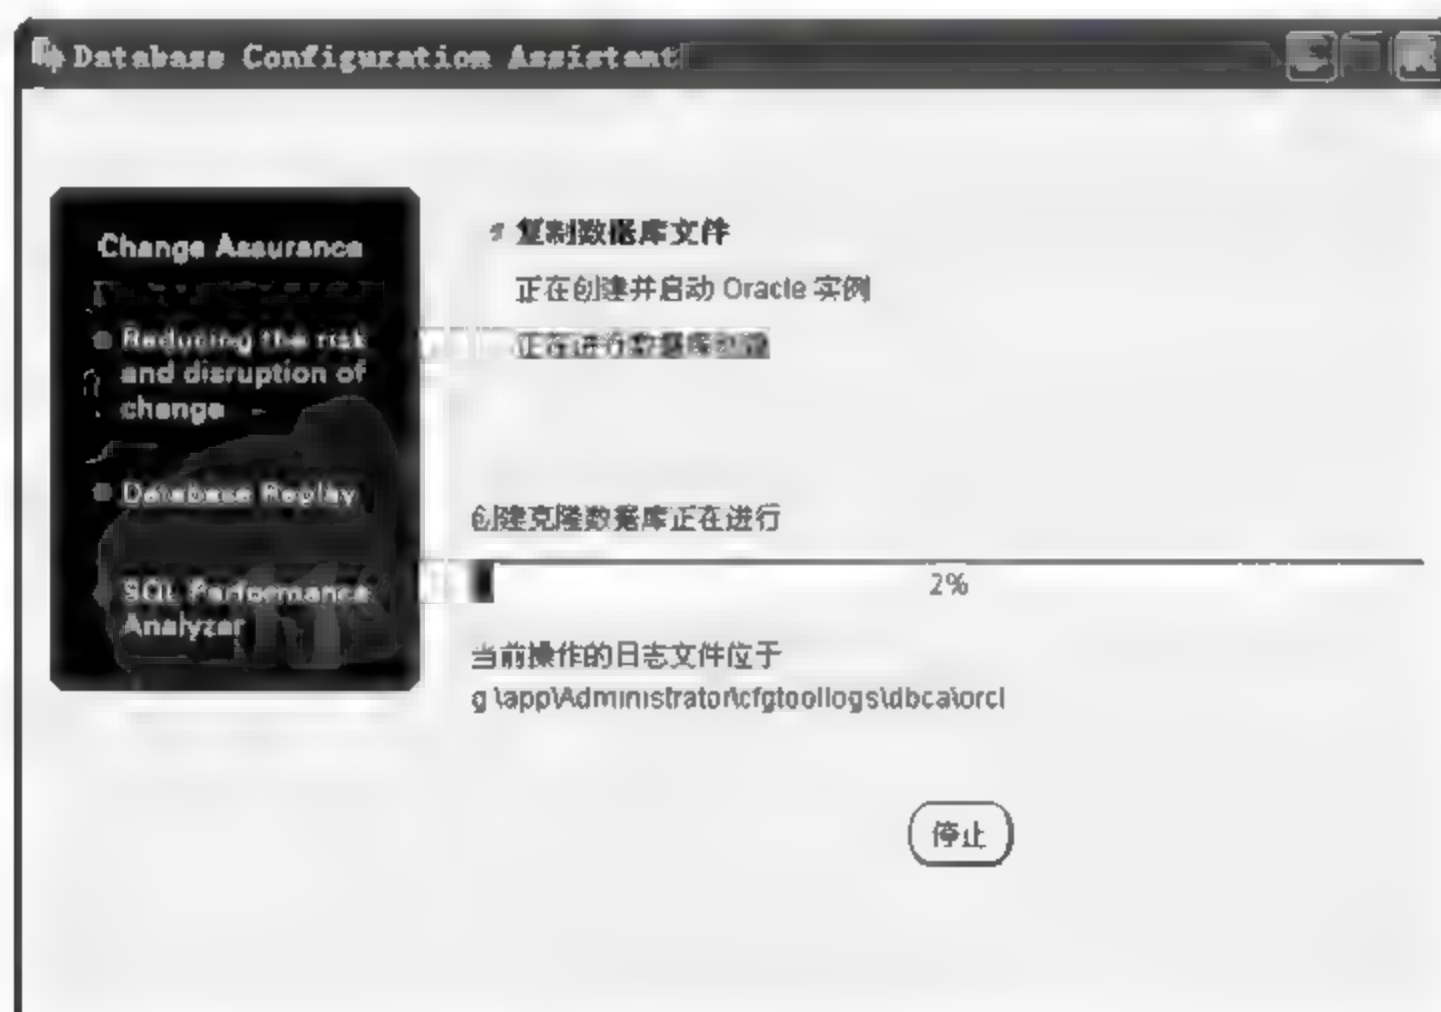 Database Configuration Assistant
Change Assurance
Reducing the risk
and disruption of
change
Database Replay
SQL Performance
Analyzer
复制数据库文件
正在创建并启动 Oracle 实例
正在进行数据库创建
创建克隆数据库正在进行
2%
当前操作的日志文件位于
g \app\Administrator\cfgtoollogs\dbca\orcl
停止